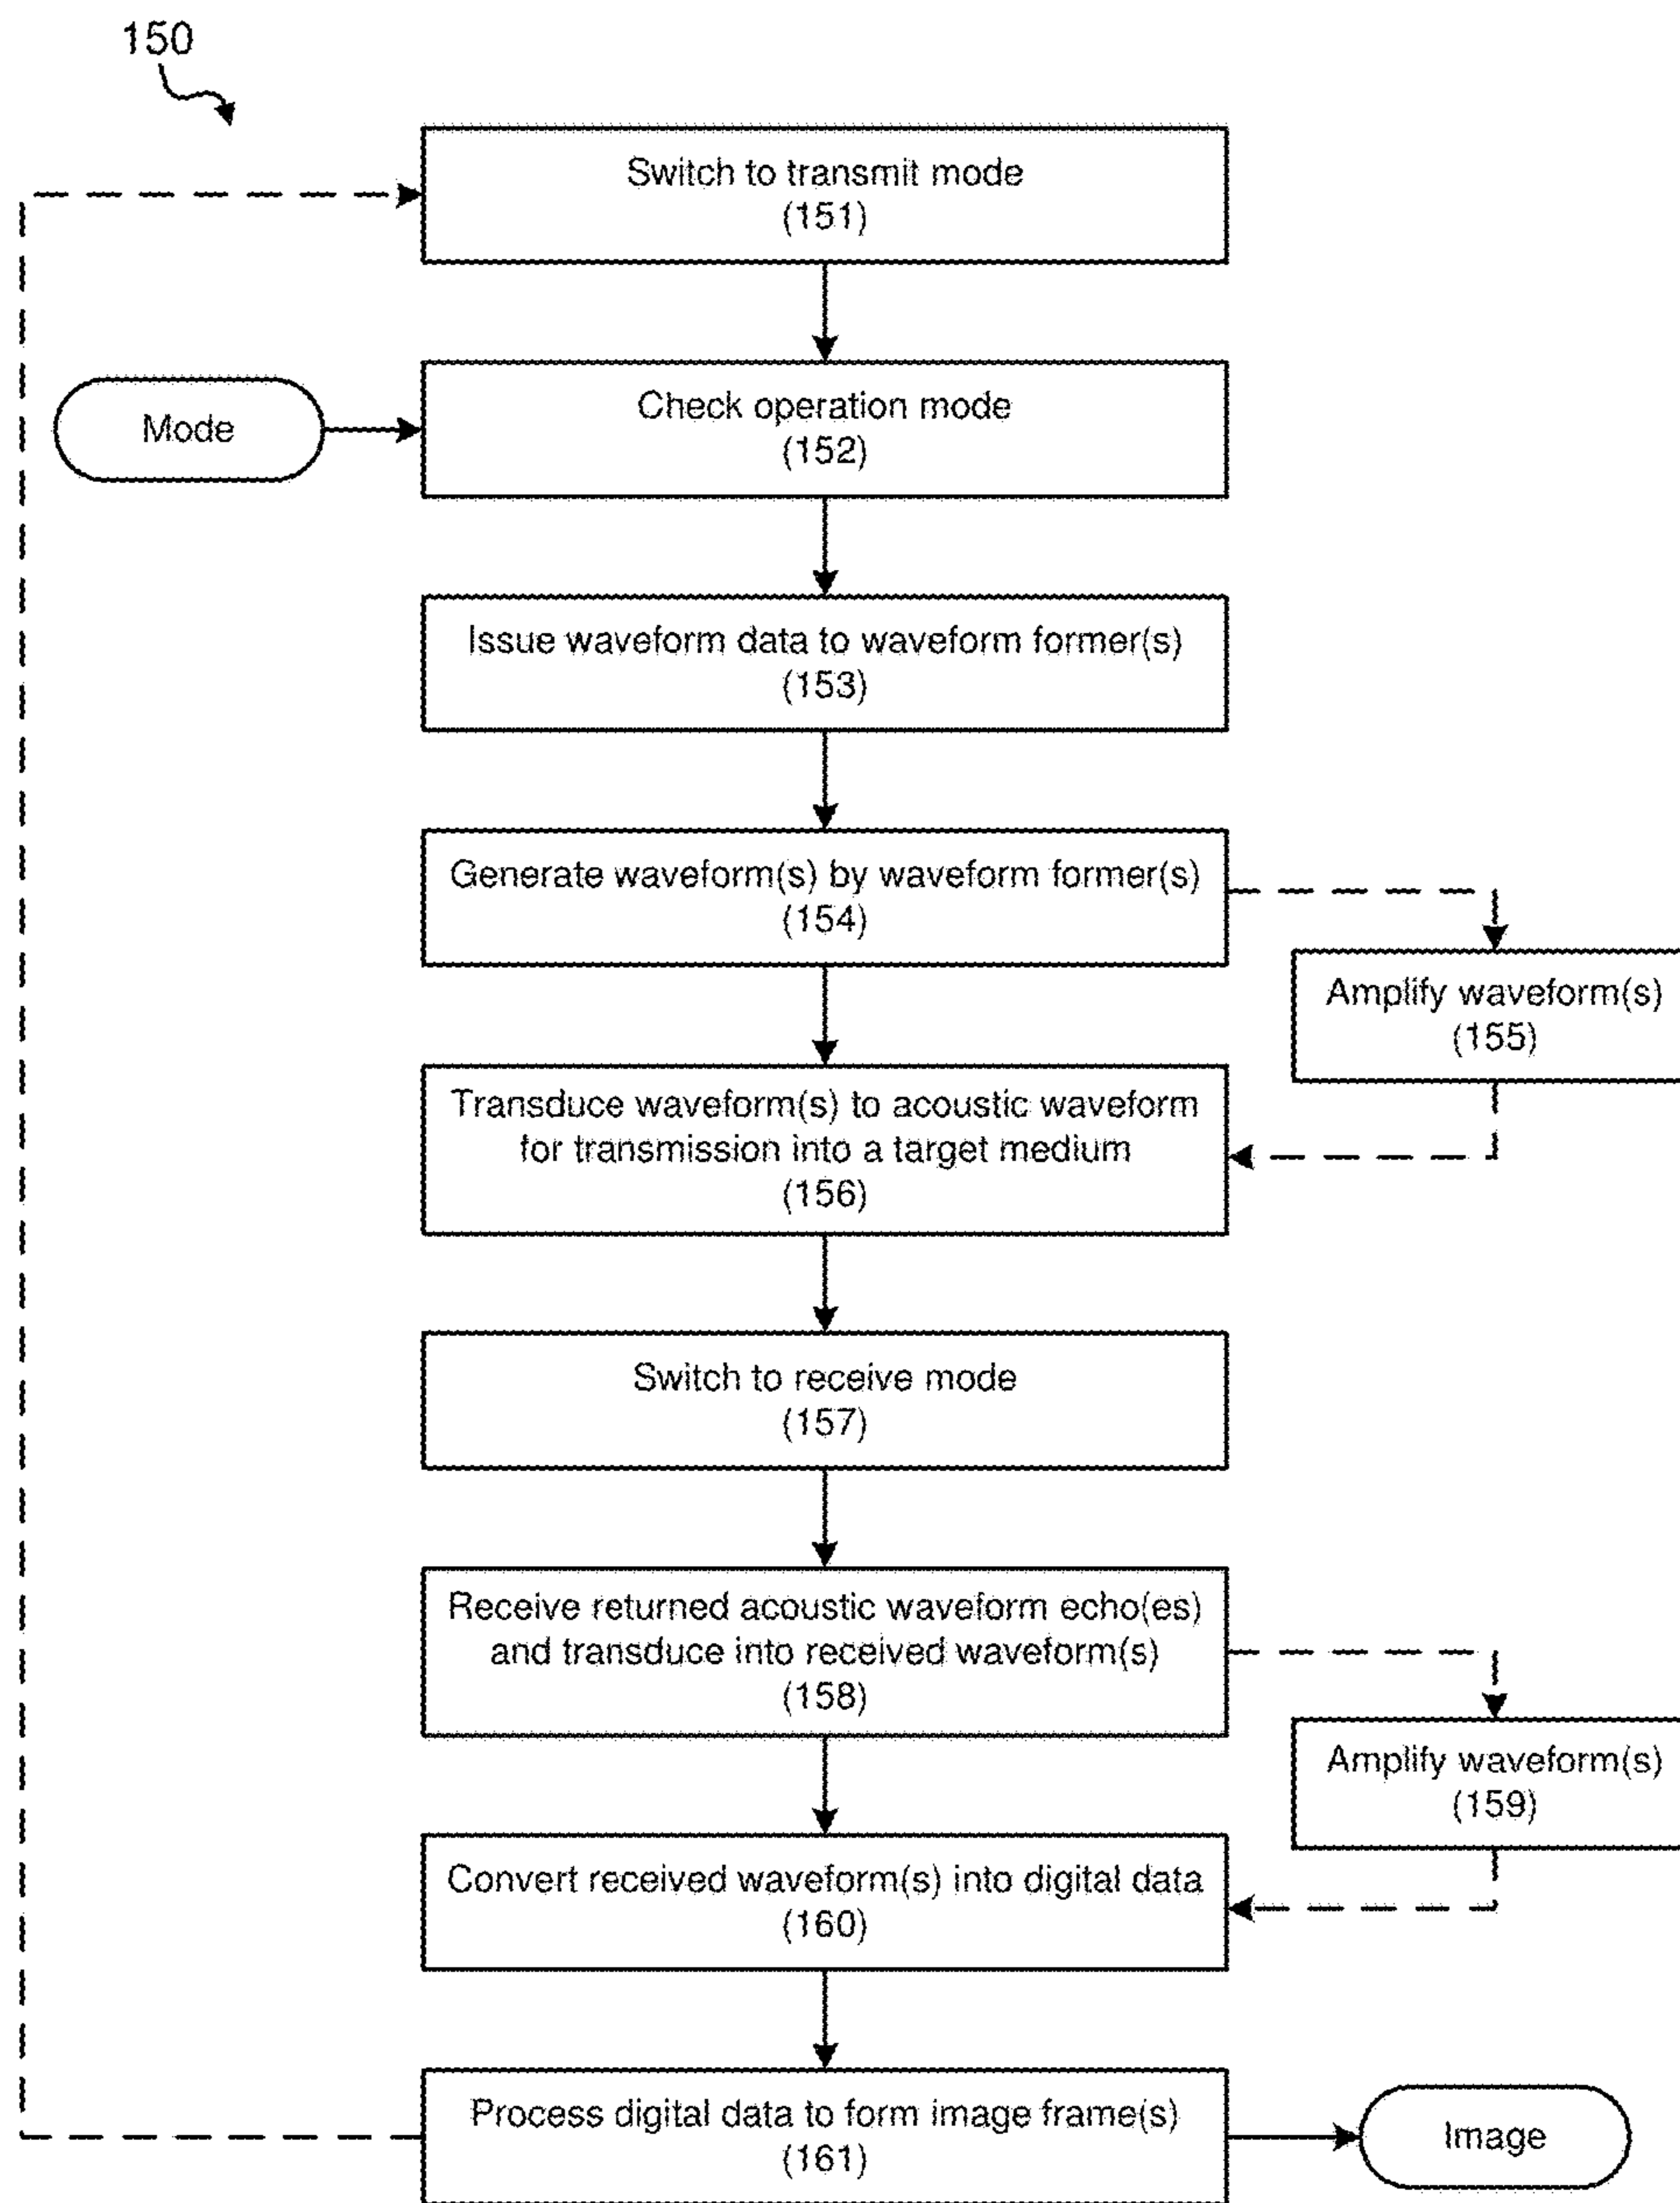 150
Switch to transmit mode
(151)
Mode
Check operation mode
(152)
Issue waveform data to waveform former(s)
(153)
Generate waveform(s) by waveform former(s)
(154)
Amplify waveform(s)
(155)
Transduce waveform(s) to acoustic waveform
for transmission into a target medium
(156)
Switch to receive mode
(157)
Receive returned acoustic waveform echo(es)
and transduce into received waveform(s)
(158)
Amplify waveform(s)
(159)
Convert received waveform(s) into digital data
(160)
Process digital data to form image frame(s)
(161)
Image